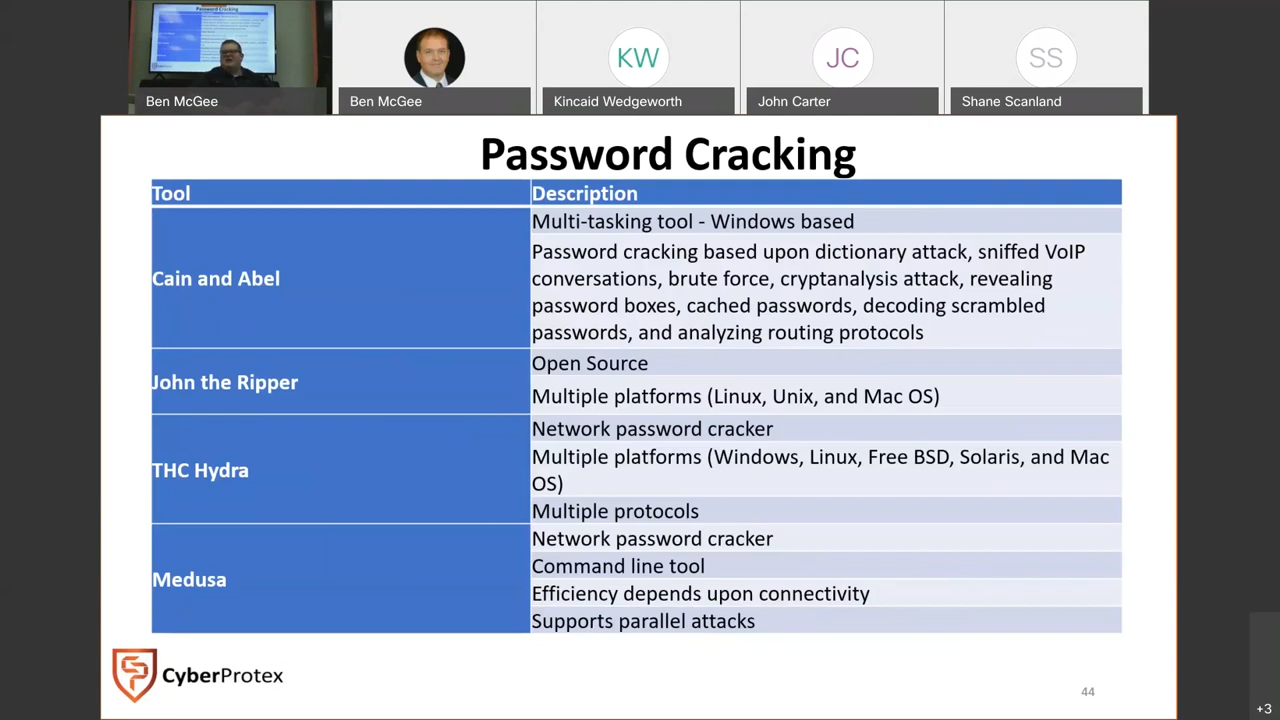 Password Cracking
Ben McGee
Ben McGee
KW
Kincaid Wedgeworth
JC
John Carter
SS
Shane Scanland
Password Cracking
Tool
Description
Cain and Abel
Multi-tasking tool - Windows based
Password cracking based upon dictionary attack, sniffed VoIP
conversations, brute force, cryptanalysis attack, revealing
password boxes, cached passwords, decoding scrambled
passwords, and analyzing routing protocols
John the Ripper
Open Source
Multiple platforms (Linux, Unix, and Mac OS)
THC Hydra
Network password cracker
Multiple platforms (Windows, Linux, Free BSD, Solaris, and Mac
OS)
Multiple protocols
Medusa
Network password cracker
Command line tool
Efficiency depends upon connectivity
Supports parallel attacks
CyberProtex
44
+3